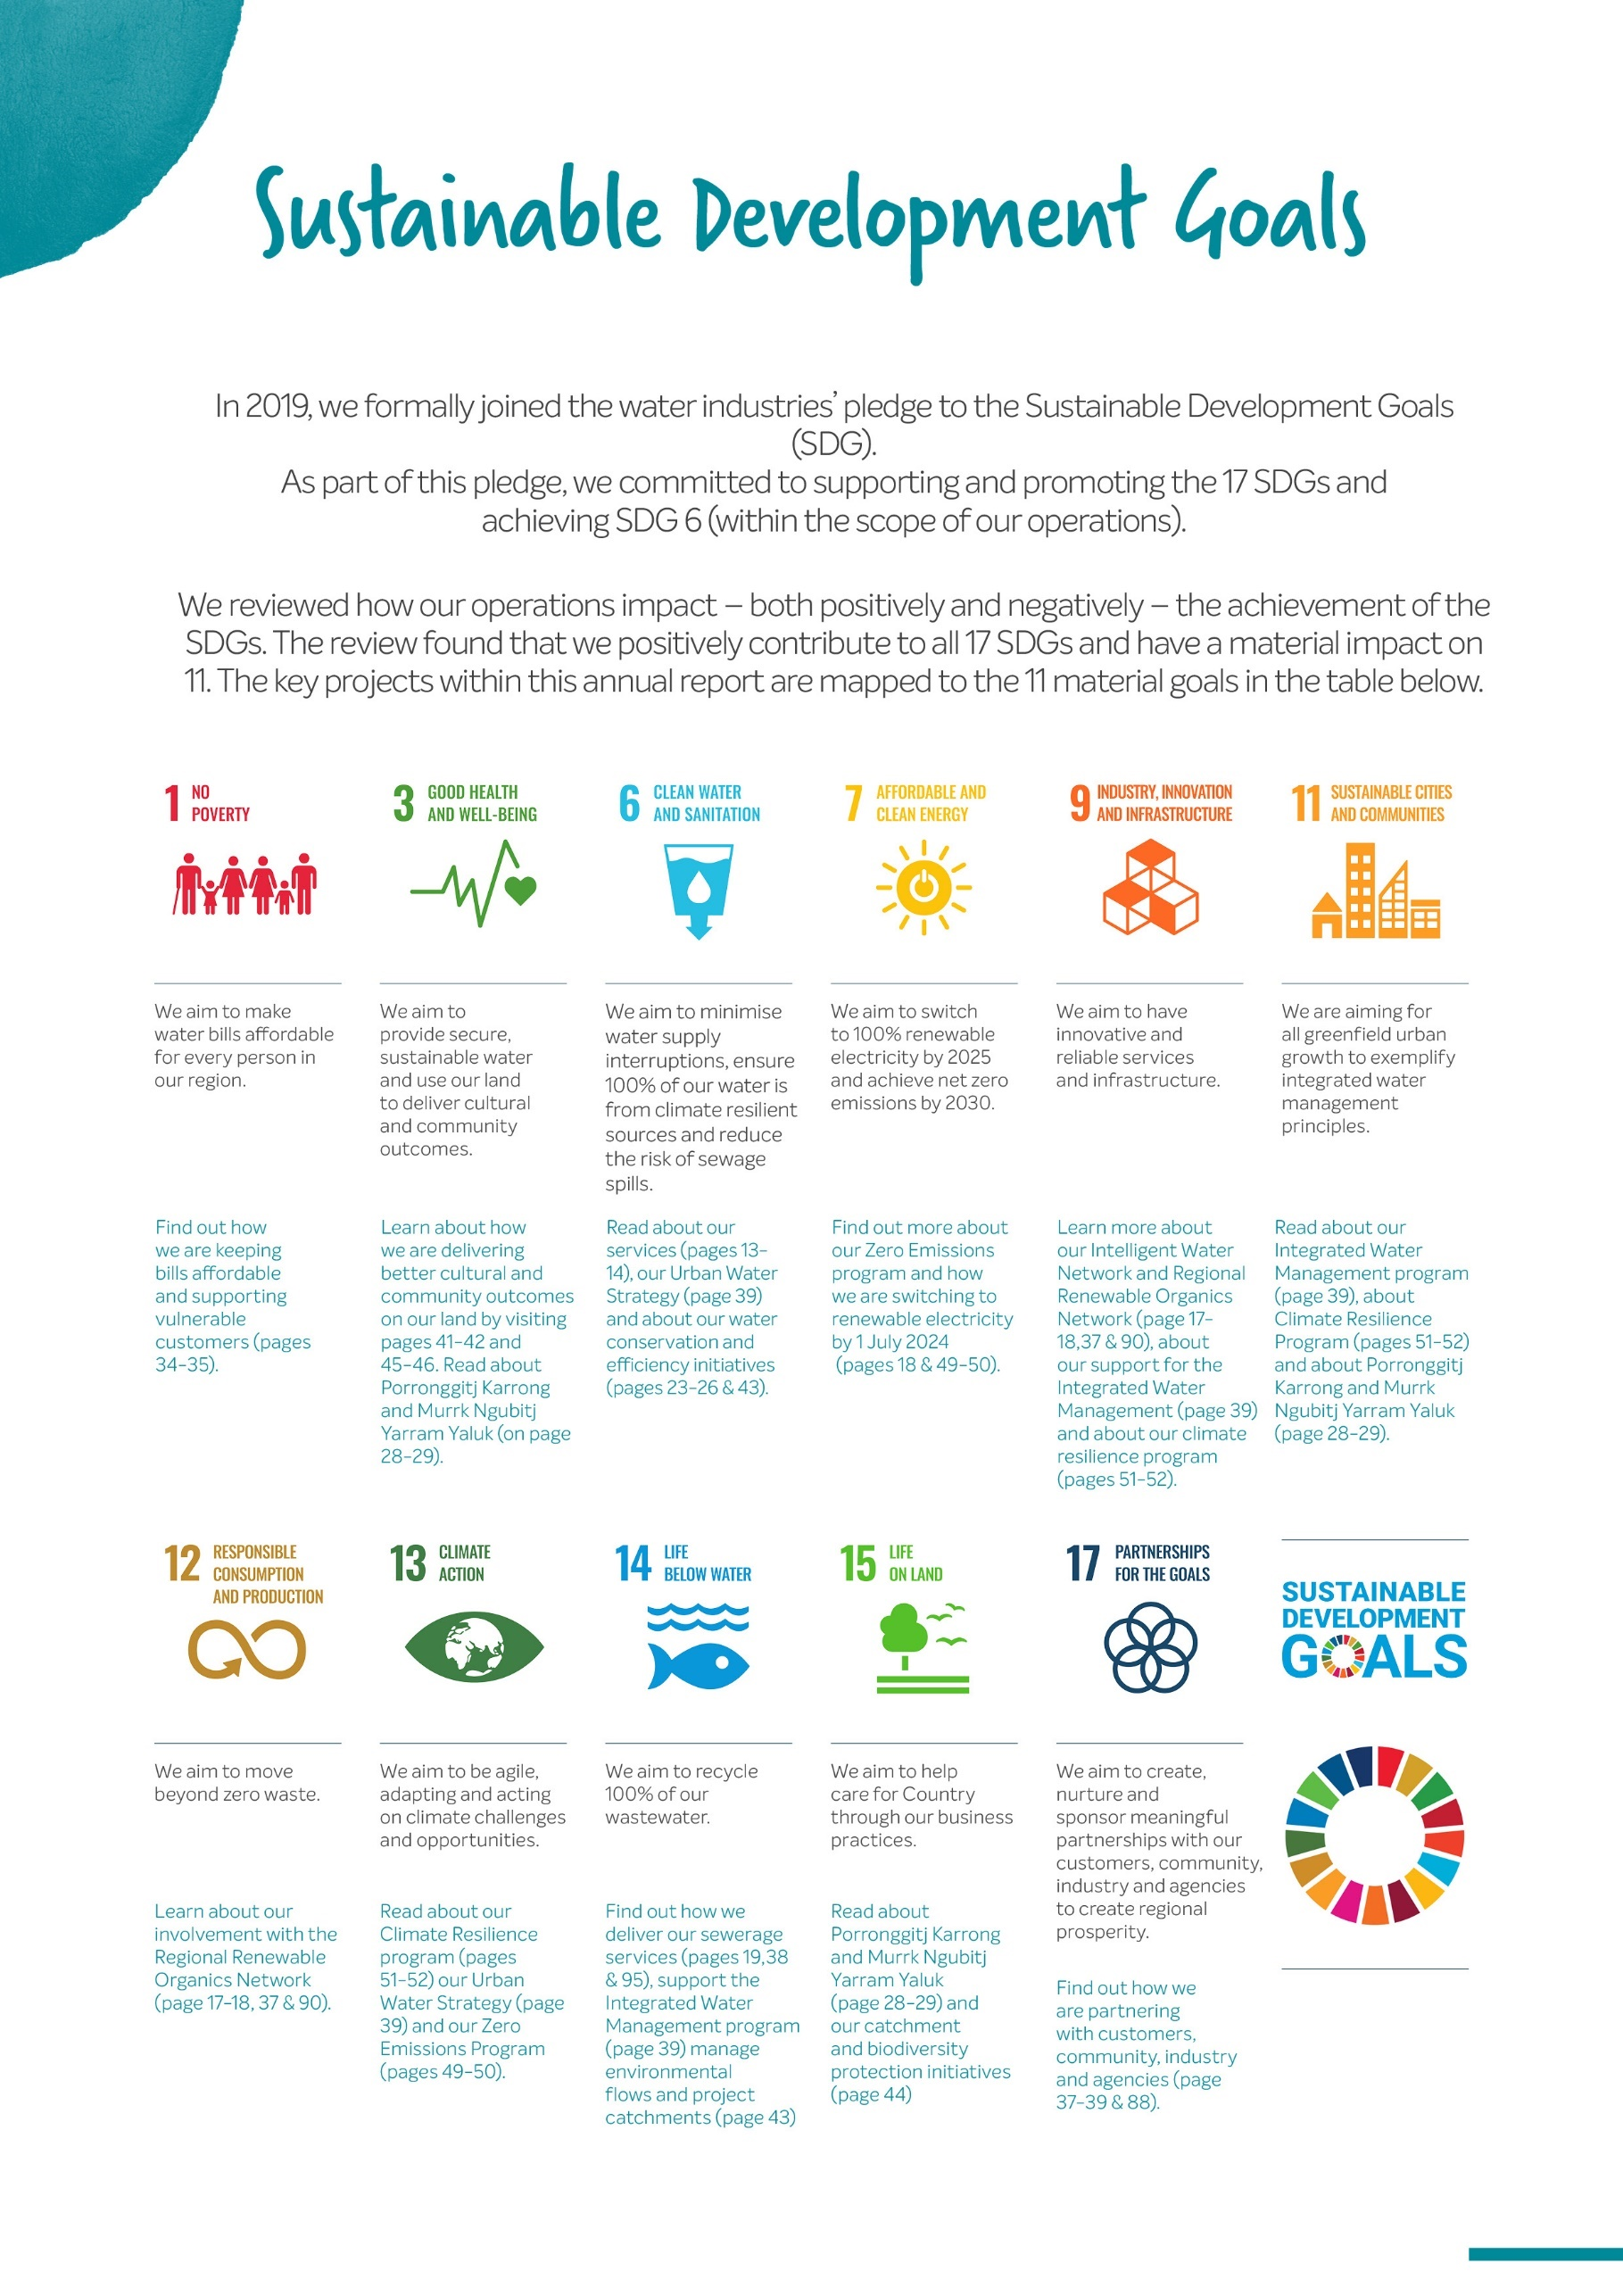 Sustainable Development Goals
In 2019, we formally joined the water industries’ pledge to the Sustainable Development Goals
(SDG).
As part of this pledge, we committed to supporting and promoting the 17 SDGs and
achieving SDG 6 (within the scope of our operations).
We reviewed how our operations impact – both positively and negatively – the achievement of the
SDGs. The review found that we positively contribute to all 17 SDGs and have a material impact on
11. The key projects within this annual report are mapped to the 11 material goals in the table below.
1 NO
POVERTY
We aim to make
water bills affordable
for every person in
our region.
Find out how
we are keeping
bills affordable
and supporting
vulnerable
customers (pages
34-35).
3 GOOD HEALTH
AND WELL-BEING
We aim to
provide secure,
sustainable water
and use our land
to deliver cultural
and community
outcomes.
Learn about how
we are delivering
better cultural and
community outcomes
on our land by visiting
pages 41-42 and
45-46. Read about
Porronggitj Karrong
and Murrk Ngubitj
Yarram Yaluk (on page
28-29).
6 CLEAN WATER
AND SANITATION
We aim to minimise
water supply
interruptions, ensure
100% of our water is
from climate resilient
sources and reduce
the risk of sewage
spills.
Read about our
services (pages 13-
14), our Urban Water
Strategy (page 39)
and about our water
conservation and
efficiency initiatives
(pages 23-26 & 43).
7 AFFORDABLE AND
CLEAN ENERGY
We aim to switch
to 100% renewable
electricity by 2025
and achieve net zero
emissions by 2030.
Find out more about
our Zero Emissions
program and how
we are switching to
renewable electricity
by 1 July 2024
(pages 18 & 49-50).
9 INDUSTRY, INNOVATION
AND INFRASTRUCTURE
We aim to have
innovative and
reliable services
and infrastructure.
Learn more about
our Intelligent Water
Network and Regional
Renewable Organics
Network (page 17-
18,37 & 90), about
our support for the
Integrated Water
Management (page 39)
and about our climate
resilience program
(pages 51-52).
11 SUSTAINABLE CITIES
AND COMMUNITIES
We are aiming for
all greenfield urban
growth to exemplify
integrated water
management
principles.
Read about our
Integrated Water
Management program
(page 39), about
Climate Resilience
Program (pages 51-52)
and about Porronggitj
Karrong and Murrk
Ngubitj Yarram Yaluk
(page 28-29).
12 RESPONSIBLE
CONSUMPTION
AND PRODUCTION
We aim to move
beyond zero waste.
Learn about our
involvement with the
Regional Renewable
Organics Network
(page 17-18, 37 & 90).
13 CLIMATE
ACTION
We aim to be agile,
adapting and acting
on climate challenges
and opportunities.
Read about our
Climate Resilience
program (pages
51-52) our Urban
Water Strategy (page
39) and our Zero
Emissions Program
(pages 49-50).
14 LIFE
BELOW WATER
We aim to recycle
100% of our
wastewater.
Find out how we
deliver our sewerage
services (pages 19,38
& 95), support the
Integrated Water
Management program
(page 39) manage
environmental
flows and project
catchments (page 43)
15 LIFE
ON LAND
We aim to help
care for Country
through our business
practices.
Read about
Porronggitj Karrong
and Murrk Ngubitj
Yarram Yaluk
(page 28-29) and
our catchment
and biodiversity
protection initiatives
(page 44)
17 PARTNERSHIPS
FOR THE GOALS
We aim to create,
nurture and
sponsor meaningful
partnerships with our
customers, community,
industry and agencies
to create regional
prosperity.
Find out how we
are partnering
with customers,
community, industry
and agencies (page
37-39 & 88).
SUSTAINABLE
DEVELOPMENT
GOALS